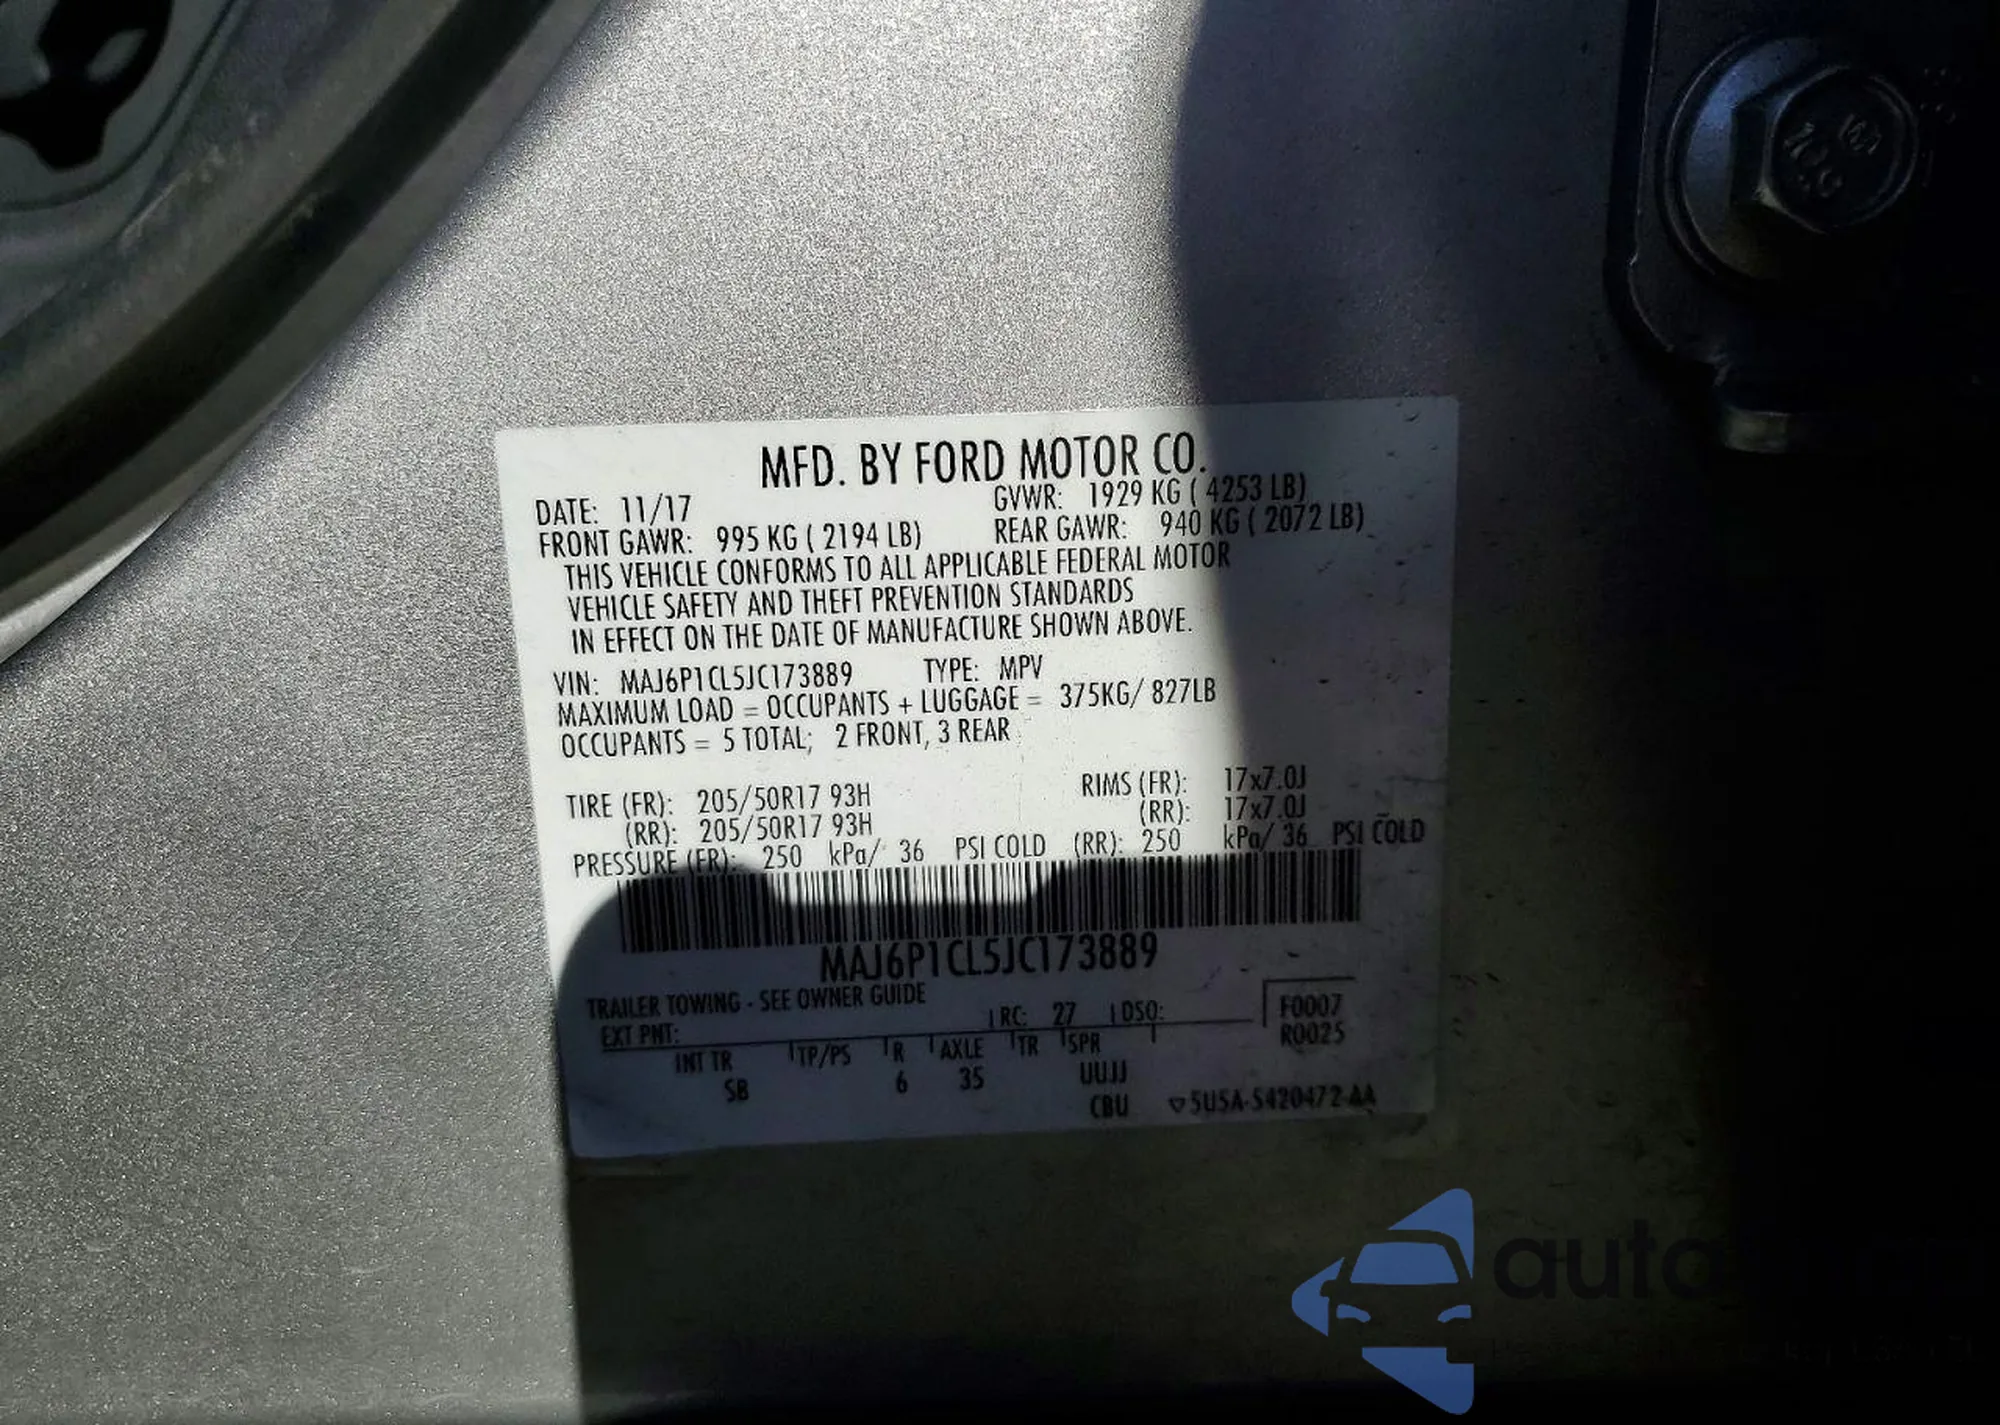 MFD. BY FORD MOTOR CO.
DATE: 11/17 GVWR: 1929 KG ( 4253 LB)
FRONT GAWR: 995 KG ( 2194 LB) REAR GAWR: 940 KG ( 2072 LB)
THIS VEHICLE CONFORMS TO ALL APPLICABLE FEDERAL MOTOR
VEHICLE SAFETY AND THEFT PREVENTION STANDARDS
IN EFFECT ON THE DATE OF MANUFACTURE SHOWN ABOVE.
VIN: MAJ6P1CL5JC173889 TYPE: MPV
MAXIMUM LOAD = OCCUPANTS + LUGGAGE = 375KG/ 827LB
OCCUPANTS = 5 TOTAL; 2 FRONT, 3 REAR
TIRE (FR): 205/50R17 93H RIMS (FR): 17x7.0J
(RR): 205/50R17 93H (RR): 17x7.0J
PRESSURE (FR): 250 kPa/ 36 PSI COLD (RR): 250 kPa/ 36 PSI COLD
MAJ6P1CL5JC173889
TRAILER TOWING - SEE OWNER GUIDE
EXT PNT: RC: 27 DSO: F0007
R0025
INT TR TP/PS R AXLE TR SPR
SB 6 35 UUJJ
CBU 5U5A-5420472-AA